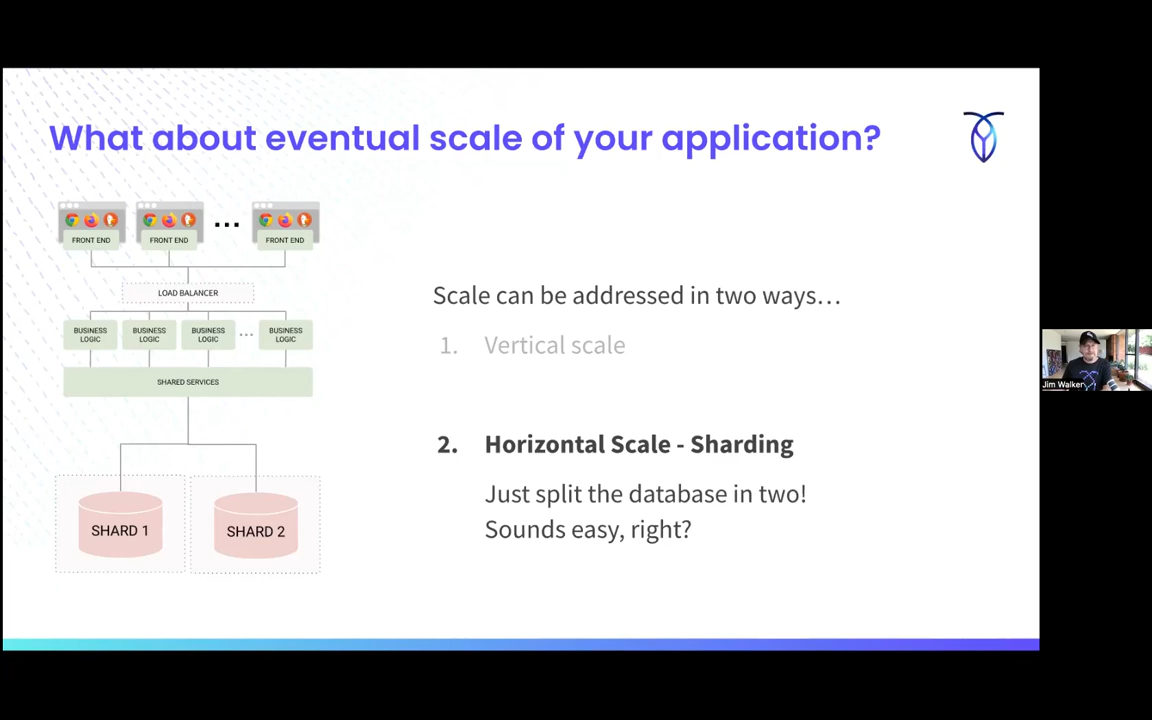 What about eventual scale of your application?
FRONT END
FRONT END
...
FRONT END
LOAD BALANCER
BUSINESS LOGIC
BUSINESS LOGIC
BUSINESS LOGIC
...
BUSINESS LOGIC
SHARED SERVICES
SHARD 1
SHARD 2
Scale can be addressed in two ways…
1. Vertical scale
2. Horizontal Scale - Sharding
Just split the database in two!
Sounds easy, right?
Jim Walker